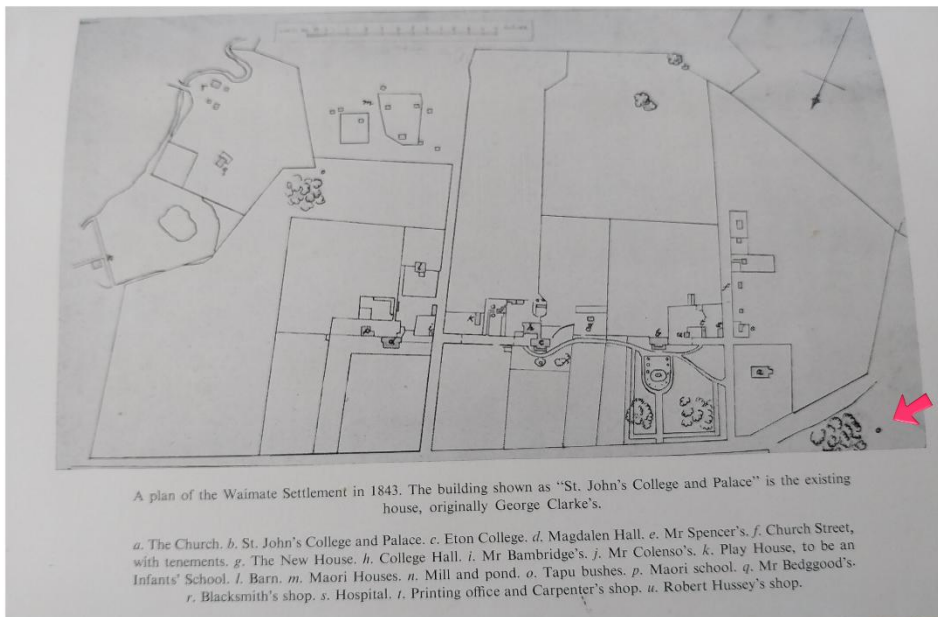 A plan of the Waimate Settlement in 1843. The building shown as “St. John’s College and Palace” is the existing
house, originally George Clarke’s.
a. The Church. b. St. John’s College and Palace. c. Eton College. d. Magdalen Hall. e. Mr Spencer’s. f. Church Street,
with tenements. g. The New House. h. College Hall. i. Mr Bambridge’s. j. Mr Colenso’s. k. Play House, to be an
Infants’ School. l. Barn. m. Maori Houses. n. Mill and pond. o. Tapu bushes. p. Maori school. q. Mr Bedggood’s.
r. Blacksmith’s shop. s. Hospital. t. Printing office and Carpenter’s shop. u. Robert Hussey’s shop.